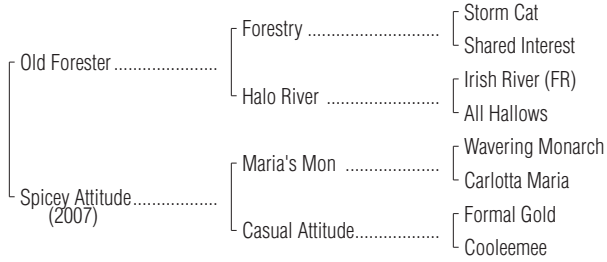 Storm Cat
Forestry ........................
Shared Interest
Old Forester ...................
Irish River (FR)
Halo River ....................
All Hallows
Wavering Monarch
Maria's Mon .................
Carlotta Maria
Spicey Attitude ................
(2007)
Formal Gold
Casual Attitude ...............
Cooleemee